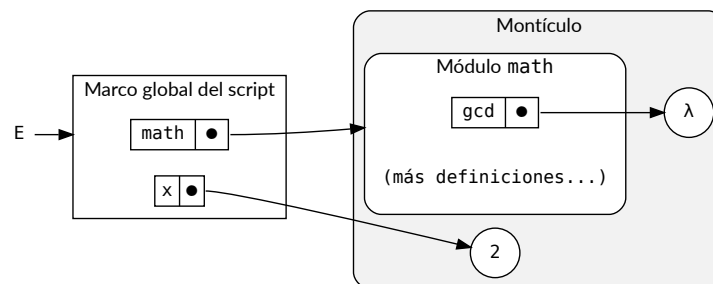 Montículo
Módulo math
Marco global del script
gcd
λ
math
E
(más definiciones...)
x
2